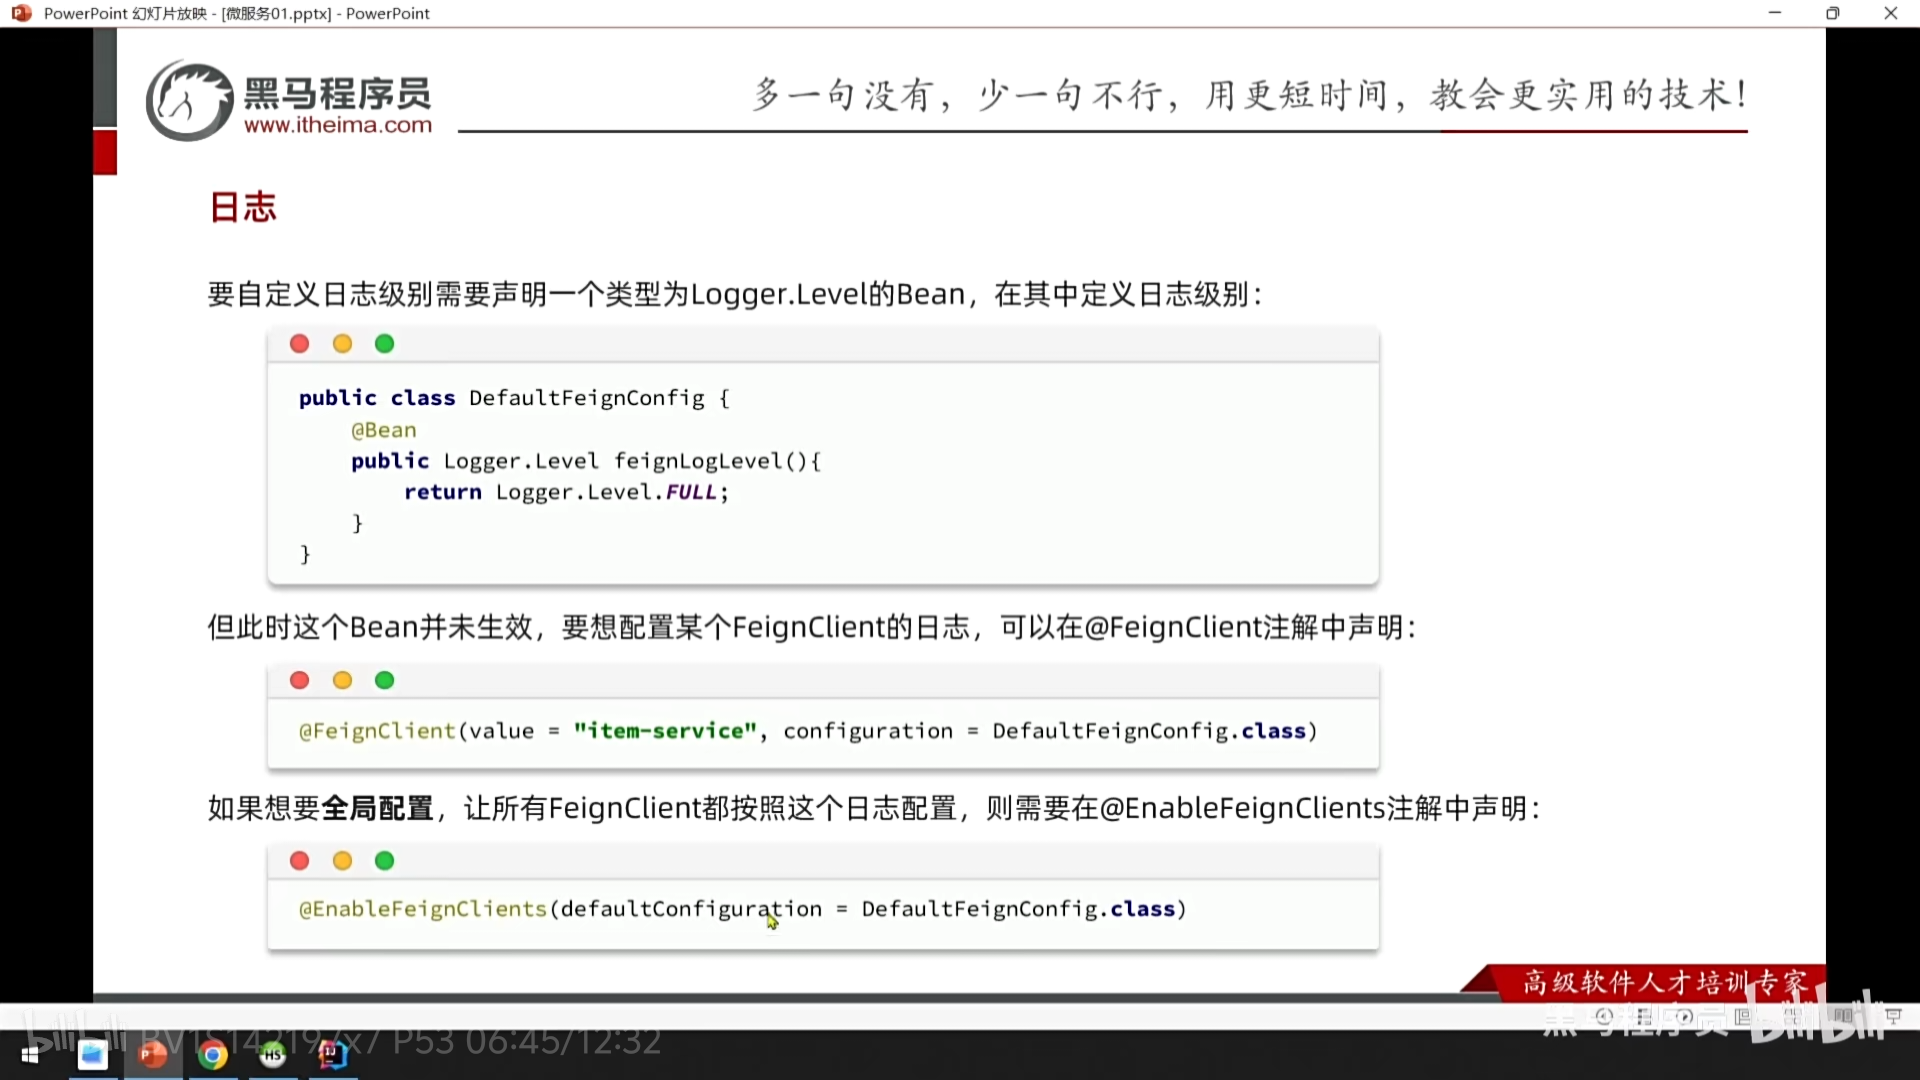 PowerPoint 幻灯片放映 - [微服务01.pptx] - PowerPoint
黑马程序员
www.itheima.com
多一句没有，少一句不行，用更短时间，教会更实用的技术！
日志
要自定义日志级别需要声明一个类型为Logger.Level的Bean，在其中定义日志级别：
public class DefaultFeignConfig {
@Bean
public Logger.Level feignLogLevel(){
return Logger.Level.FULL;
}
}
但此时这个Bean并未生效，要想配置某个FeignClient的日志，可以在@FeignClient注解中声明：
@FeignClient(value = "item-service", configuration = DefaultFeignConfig.class)
如果想要全局配置，让所有FeignClient都按照这个日志配置，则需要在@EnableFeignClients注解中声明：
@EnableFeignClients(defaultConfiguration = DefaultFeignConfig.class)
高级软件人才培训专家
黑马程序员 bilibili
bilibili
P53 06:45/12:32
HS